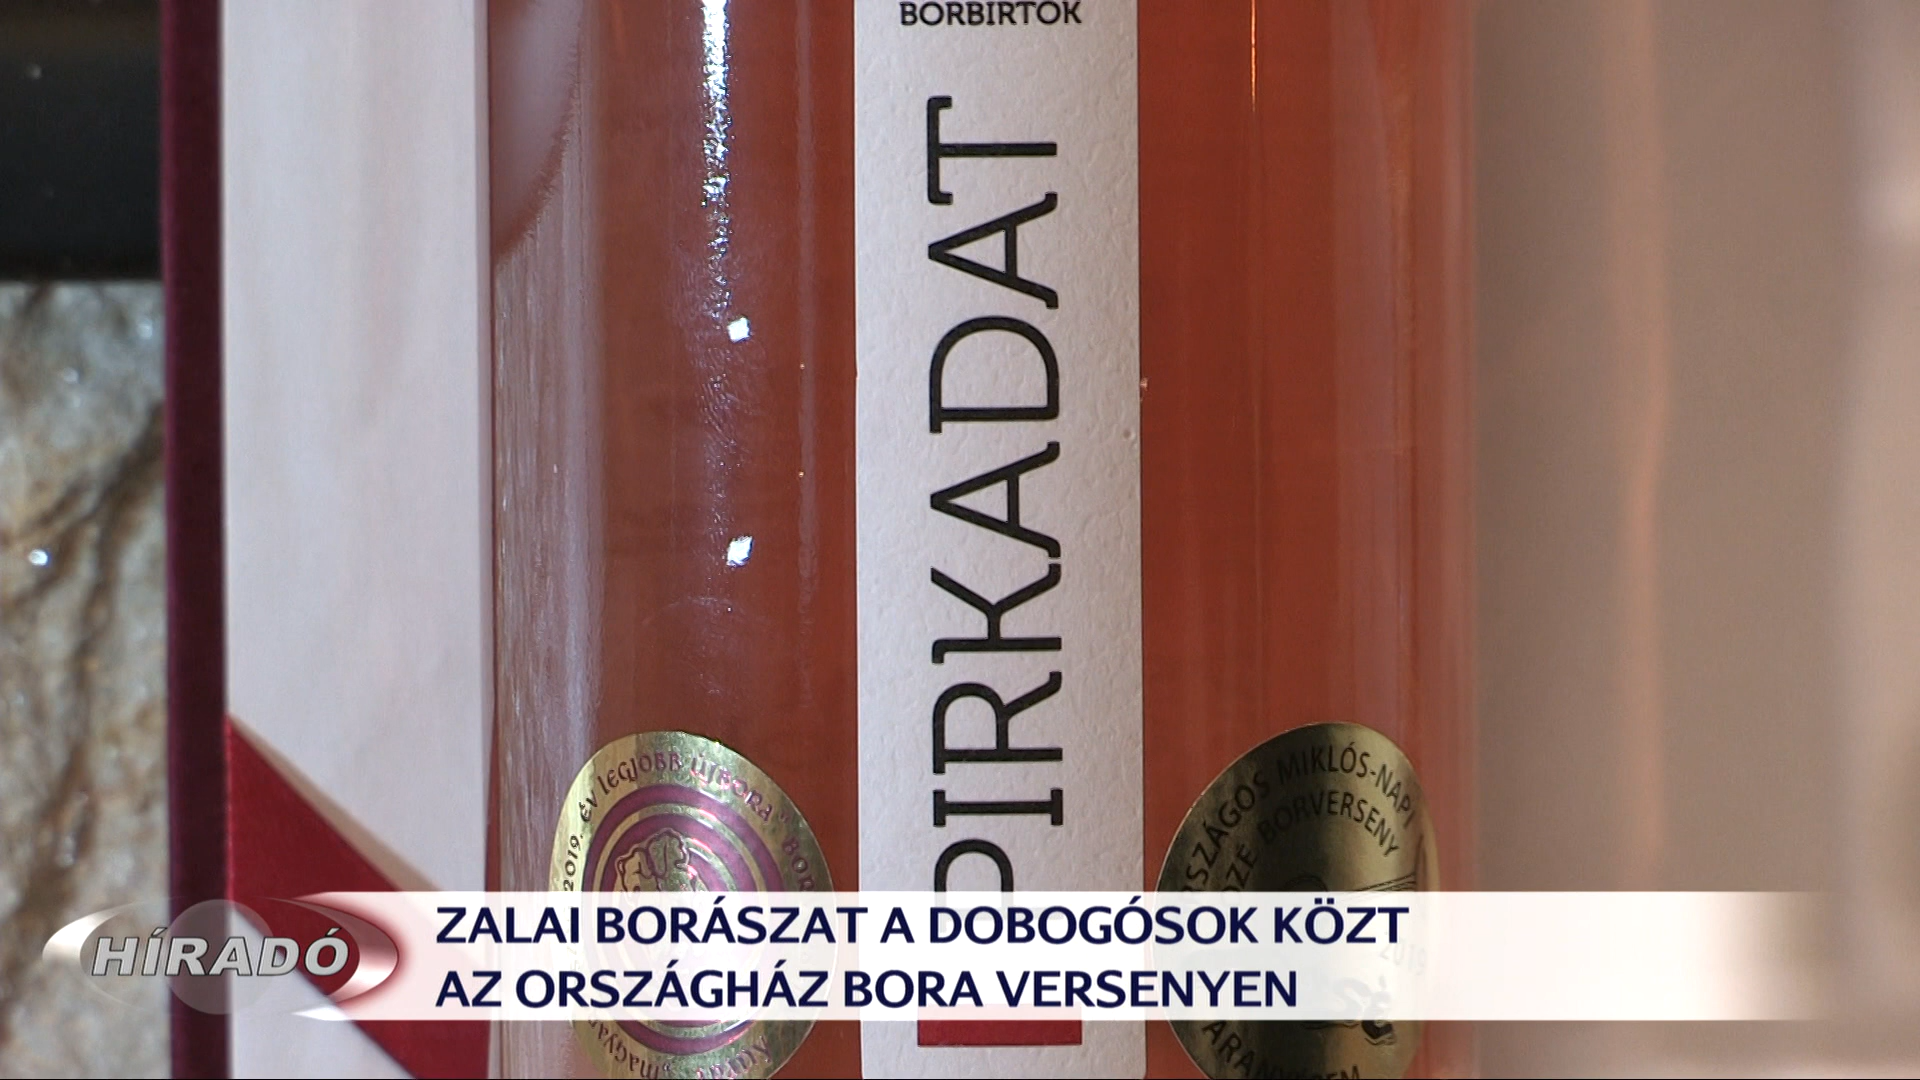 BORBIRTOK
PIRKADAT
2019. ÉV LEGJOBB ÚJBORA
ORSZÁGOS MIKLÓS-NAPI
BORVERSENY
2019
HÍRADÓ
ZALAI BORÁSZAT A DOBOGÓSOK KÖZT
AZ ORSZÁGHÁZ BORA VERSENYEN